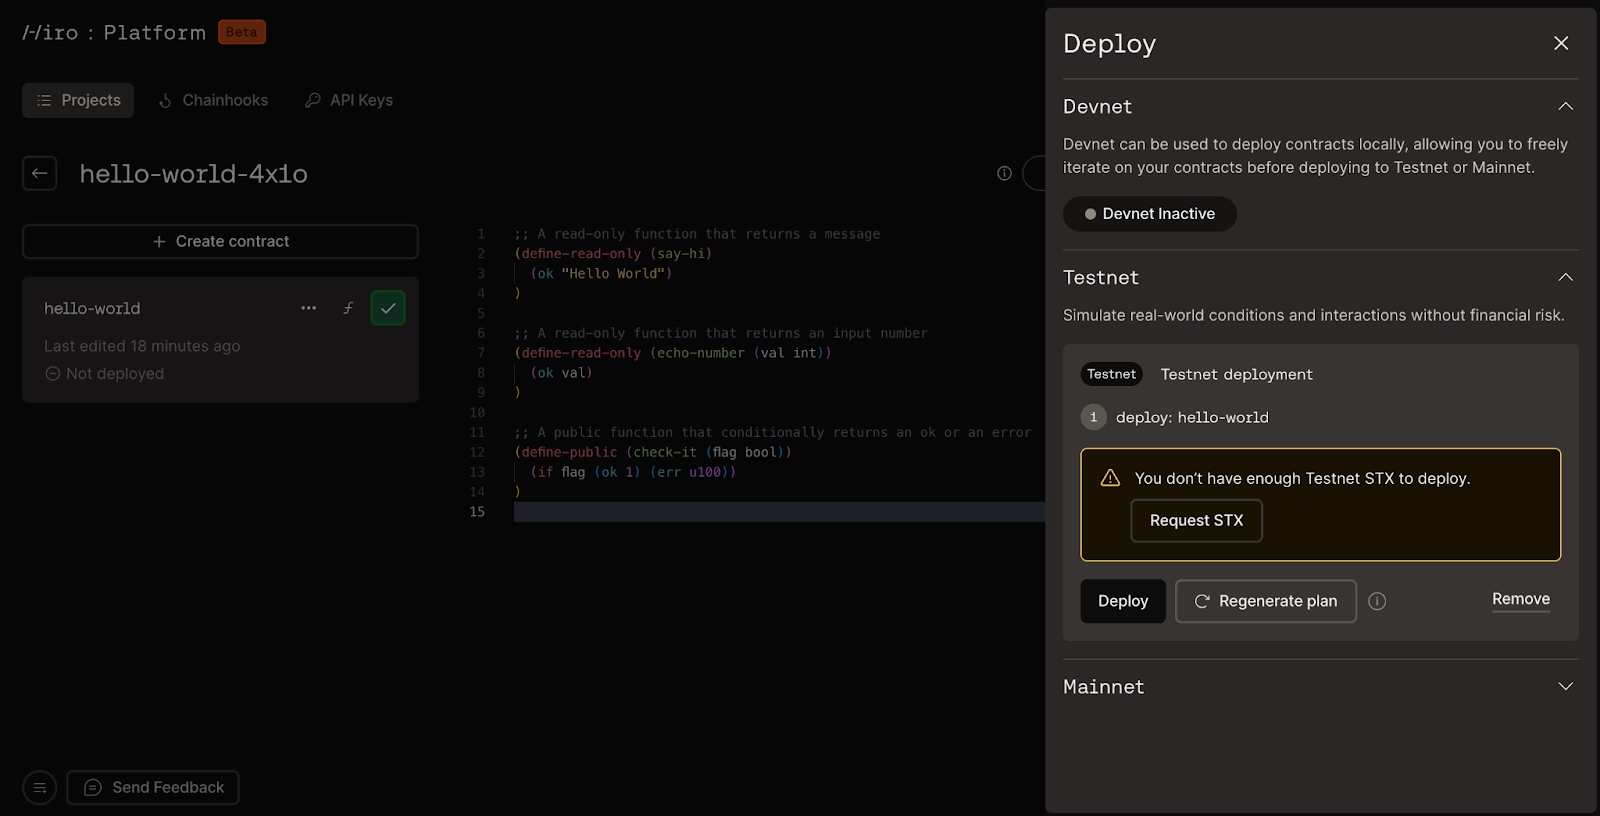 /-/iro : Platform Beta
Projects Chainhooks API Keys
hello-world-4x1o
+ Create contract
hello-world ••• f
Last edited 18 minutes ago
Not deployed
1 ;; A read-only function that returns a message
2 (define-read-only (say-hi)
3 (ok "Hello World")
4 )
5
6 ;; A read-only function that returns an input number
7 (define-read-only (echo-number (val int))
8 (ok val)
9 )
10
11 ;; A public function that conditionally returns an ok or an error
12 (define-public (check-it (flag bool))
13 (if flag (ok 1) (err u100))
14 )
15
Send Feedback
Deploy
Devnet
Devnet can be used to deploy contracts locally, allowing you to freely
iterate on your contracts before deploying to Testnet or Mainnet.
Devnet Inactive
Testnet
Simulate real-world conditions and interactions without financial risk.
Testnet Testnet deployment
1 deploy: hello-world
You don’t have enough Testnet STX to deploy.
Request STX
Deploy Regenerate plan Remove
Mainnet